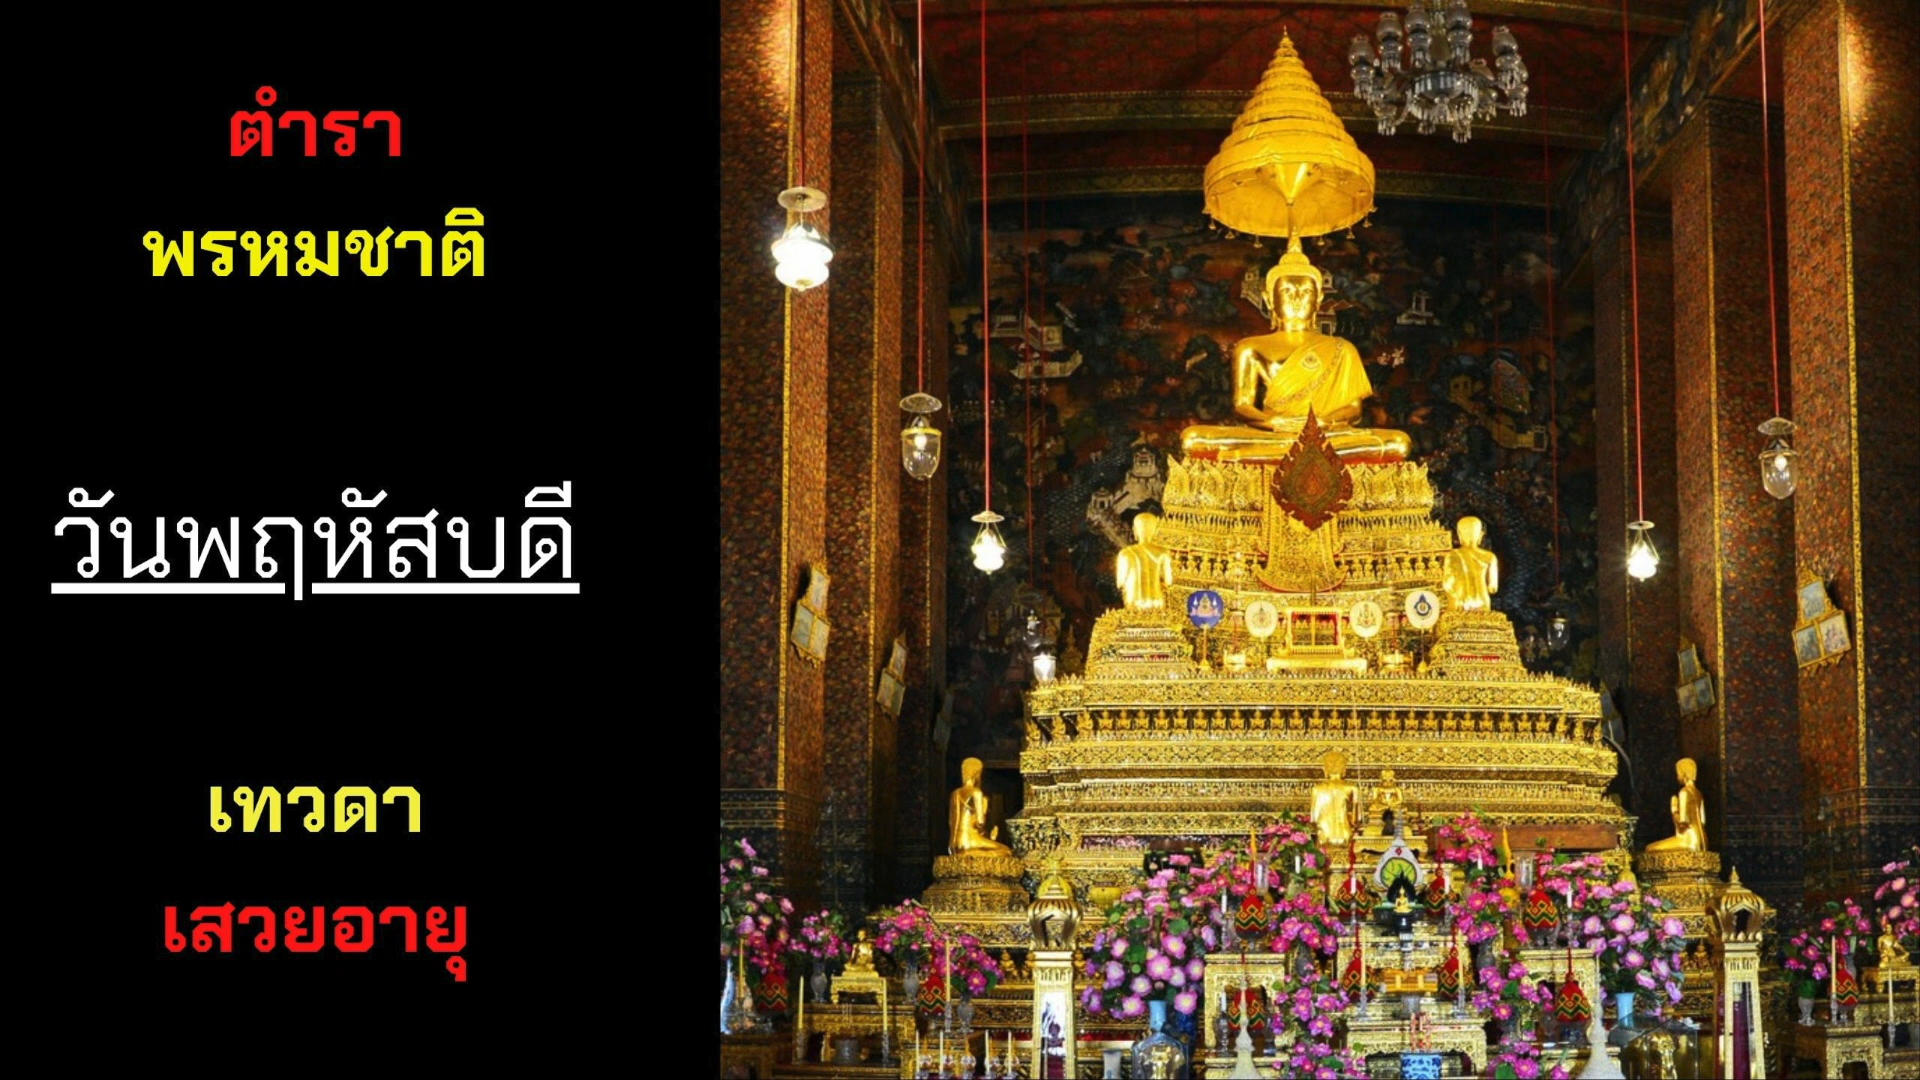 ตำรา
พรหมชาติ
วันพฤหัสบดี
เทวดา
เสวยอายุ